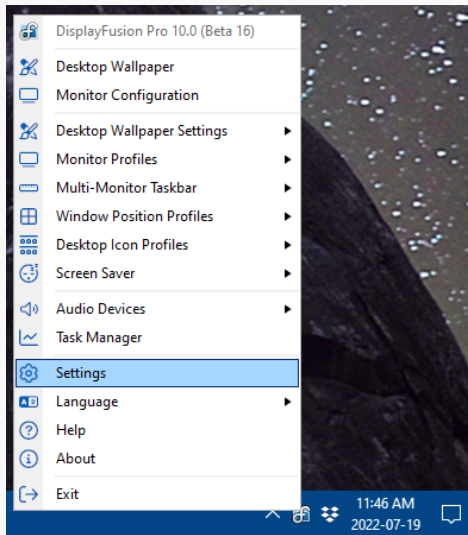 DisplayFusion Pro 10.0 (Beta 16)
Desktop Wallpaper
Monitor Configuration
Desktop Wallpaper Settings
Monitor Profiles
Multi-Monitor Taskbar
Window Position Profiles
Desktop Icon Profiles
Screen Saver
Audio Devices
Task Manager
Settings
Language
Help
About
Exit
11:46 AM
2022-07-19